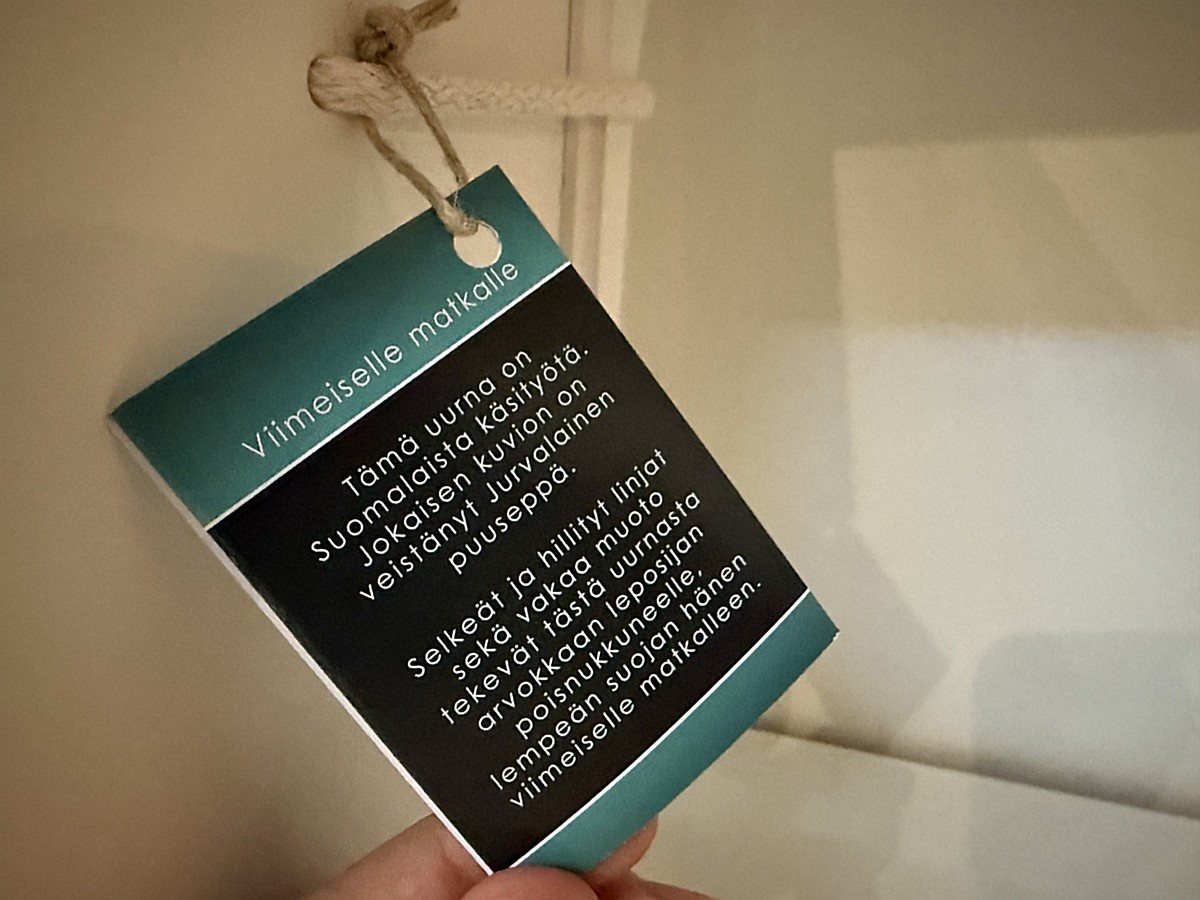 Viimeiselle matkalle
Tämä uurna on
Suomalaista käsityötä.
Jokaisen kuvion on
veistänyt Jurvalainen
puuseppä.
Selkeät ja hillityt linjat
sekä vakaa muoto
tekevät tästä uurnasta
arvokkaan leposijan
poisnukkuneelle,
lempeän suojan hänen
viimeiselle matkalleen.